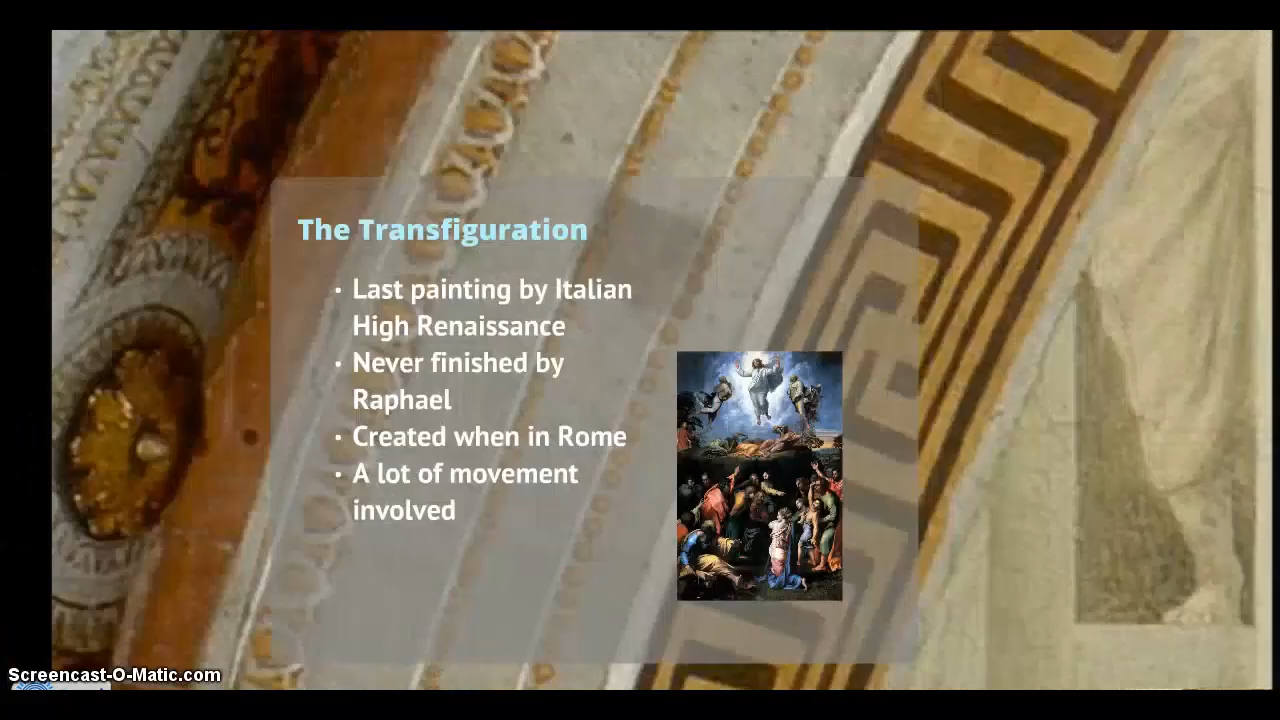 The Transfiguration
• Last painting by Italian
High Renaissance
• Never finished by
Raphael
• Created when in Rome
• A lot of movement
involved
Screencast-O-Matic.com